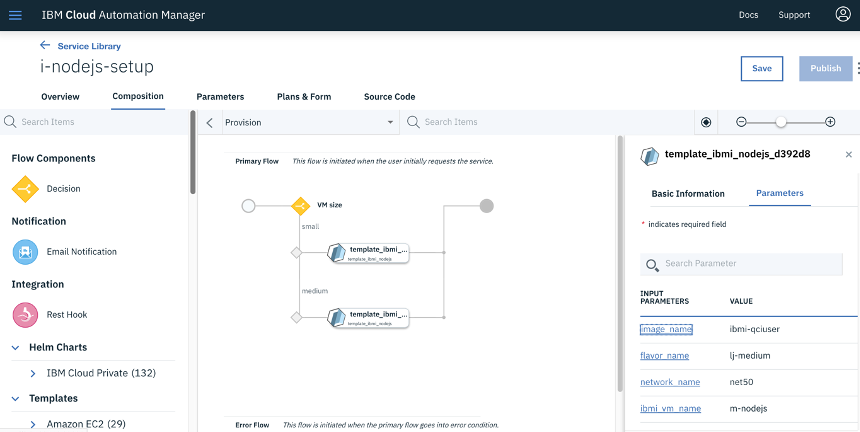 IBM Cloud Automation Manager
Docs
Support
Service Library
i-nodejs-setup
Save
Publish
Overview
Composition
Parameters
Plans & Form
Source Code
Search Items
Provision
Search Items
Flow Components
Decision
Notification
Email Notification
Integration
Rest Hook
Helm Charts
IBM Cloud Private (132)
Templates
Amazon EC2 (29)
Primary Flow
This flow is initiated when the user initially requests the service.
VM size
small
template_ibmi_...
template_ibmi_nodejs
medium
template_ibmi_...
template_ibmi_nodejs
Error Flow
This flow is initiated when the primary flow goes into error condition.
template_ibmi_nodejs_d392d8
Basic Information
Parameters
* indicates required field
Search Parameter
INPUT
PARAMETERS
VALUE
image_name
ibmi-qciuser
flavor_name
lj-medium
network_name
net50
ibmi_vm_name
m-nodejs